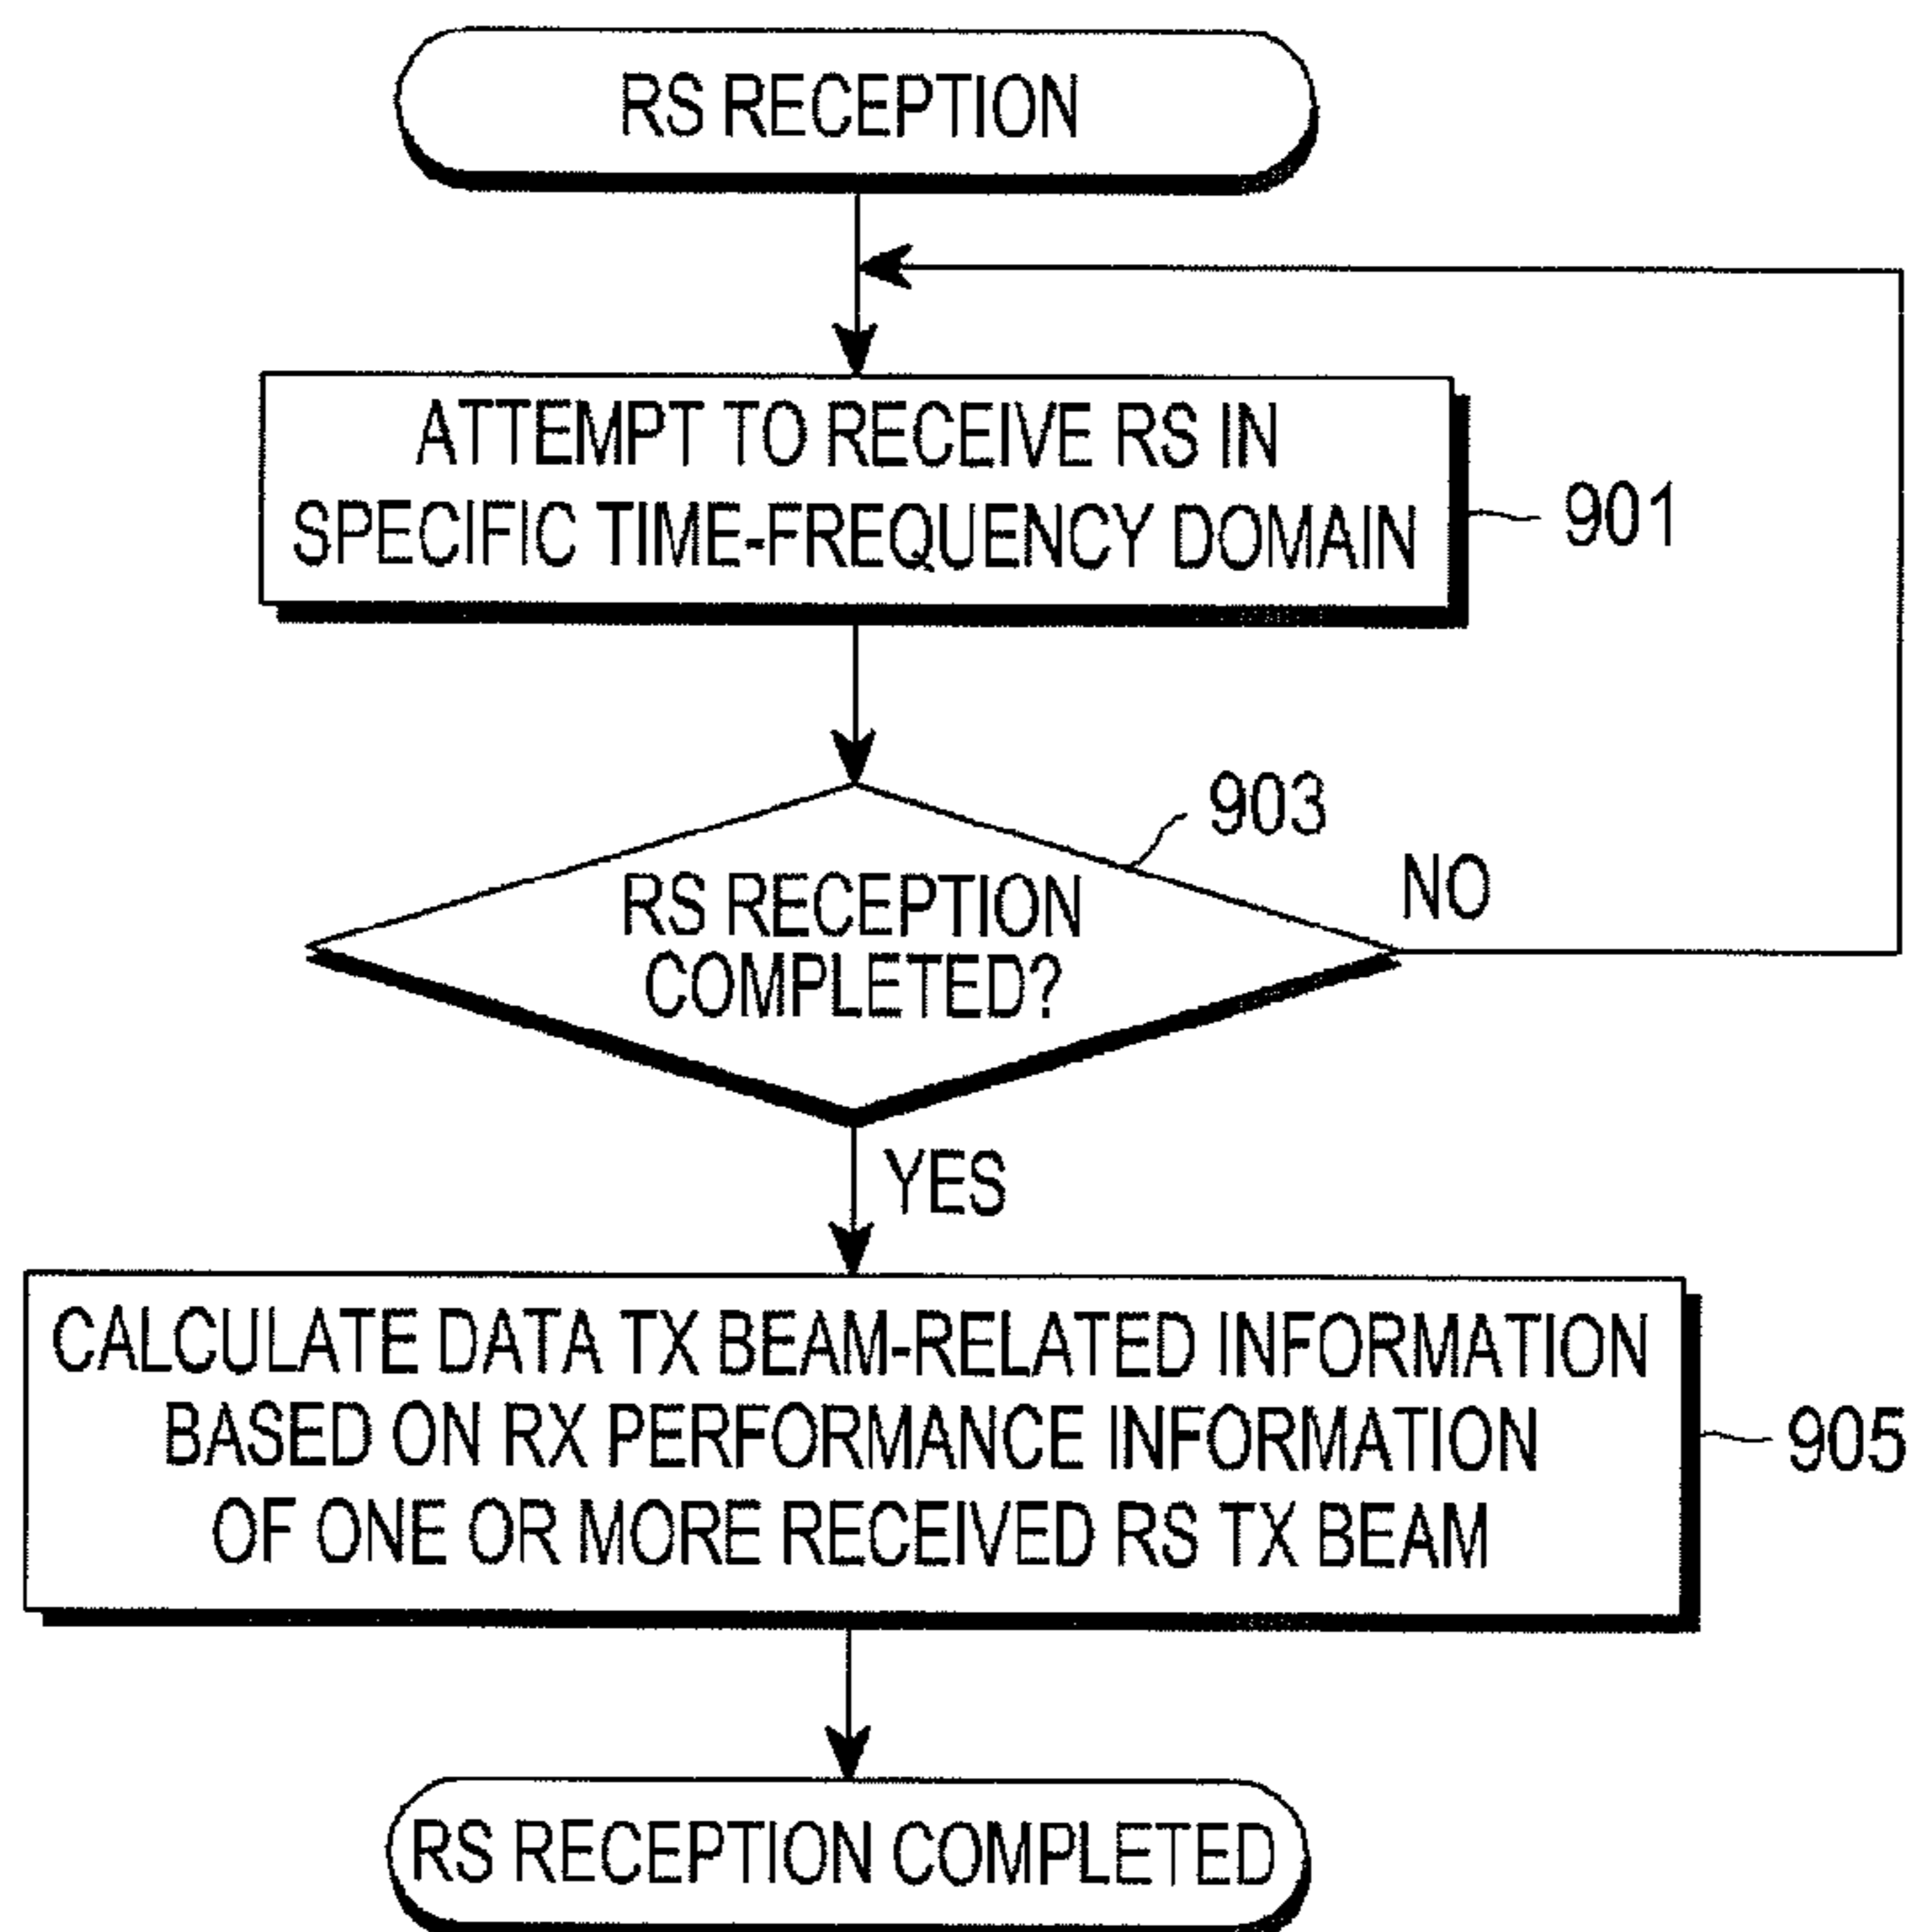 RS RECEPTION
ATTEMPT TO RECEIVE RS IN
SPECIFIC TIME-FREQUENCY DOMAIN
901
903
RS RECEPTION
COMPLETED?
NO
YES
CALCULATE DATA TX BEAM-RELATED INFORMATION
BASED ON RX PERFORMANCE INFORMATION
OF ONE OR MORE RECEIVED RS TX BEAM
905
RS RECEPTION COMPLETED